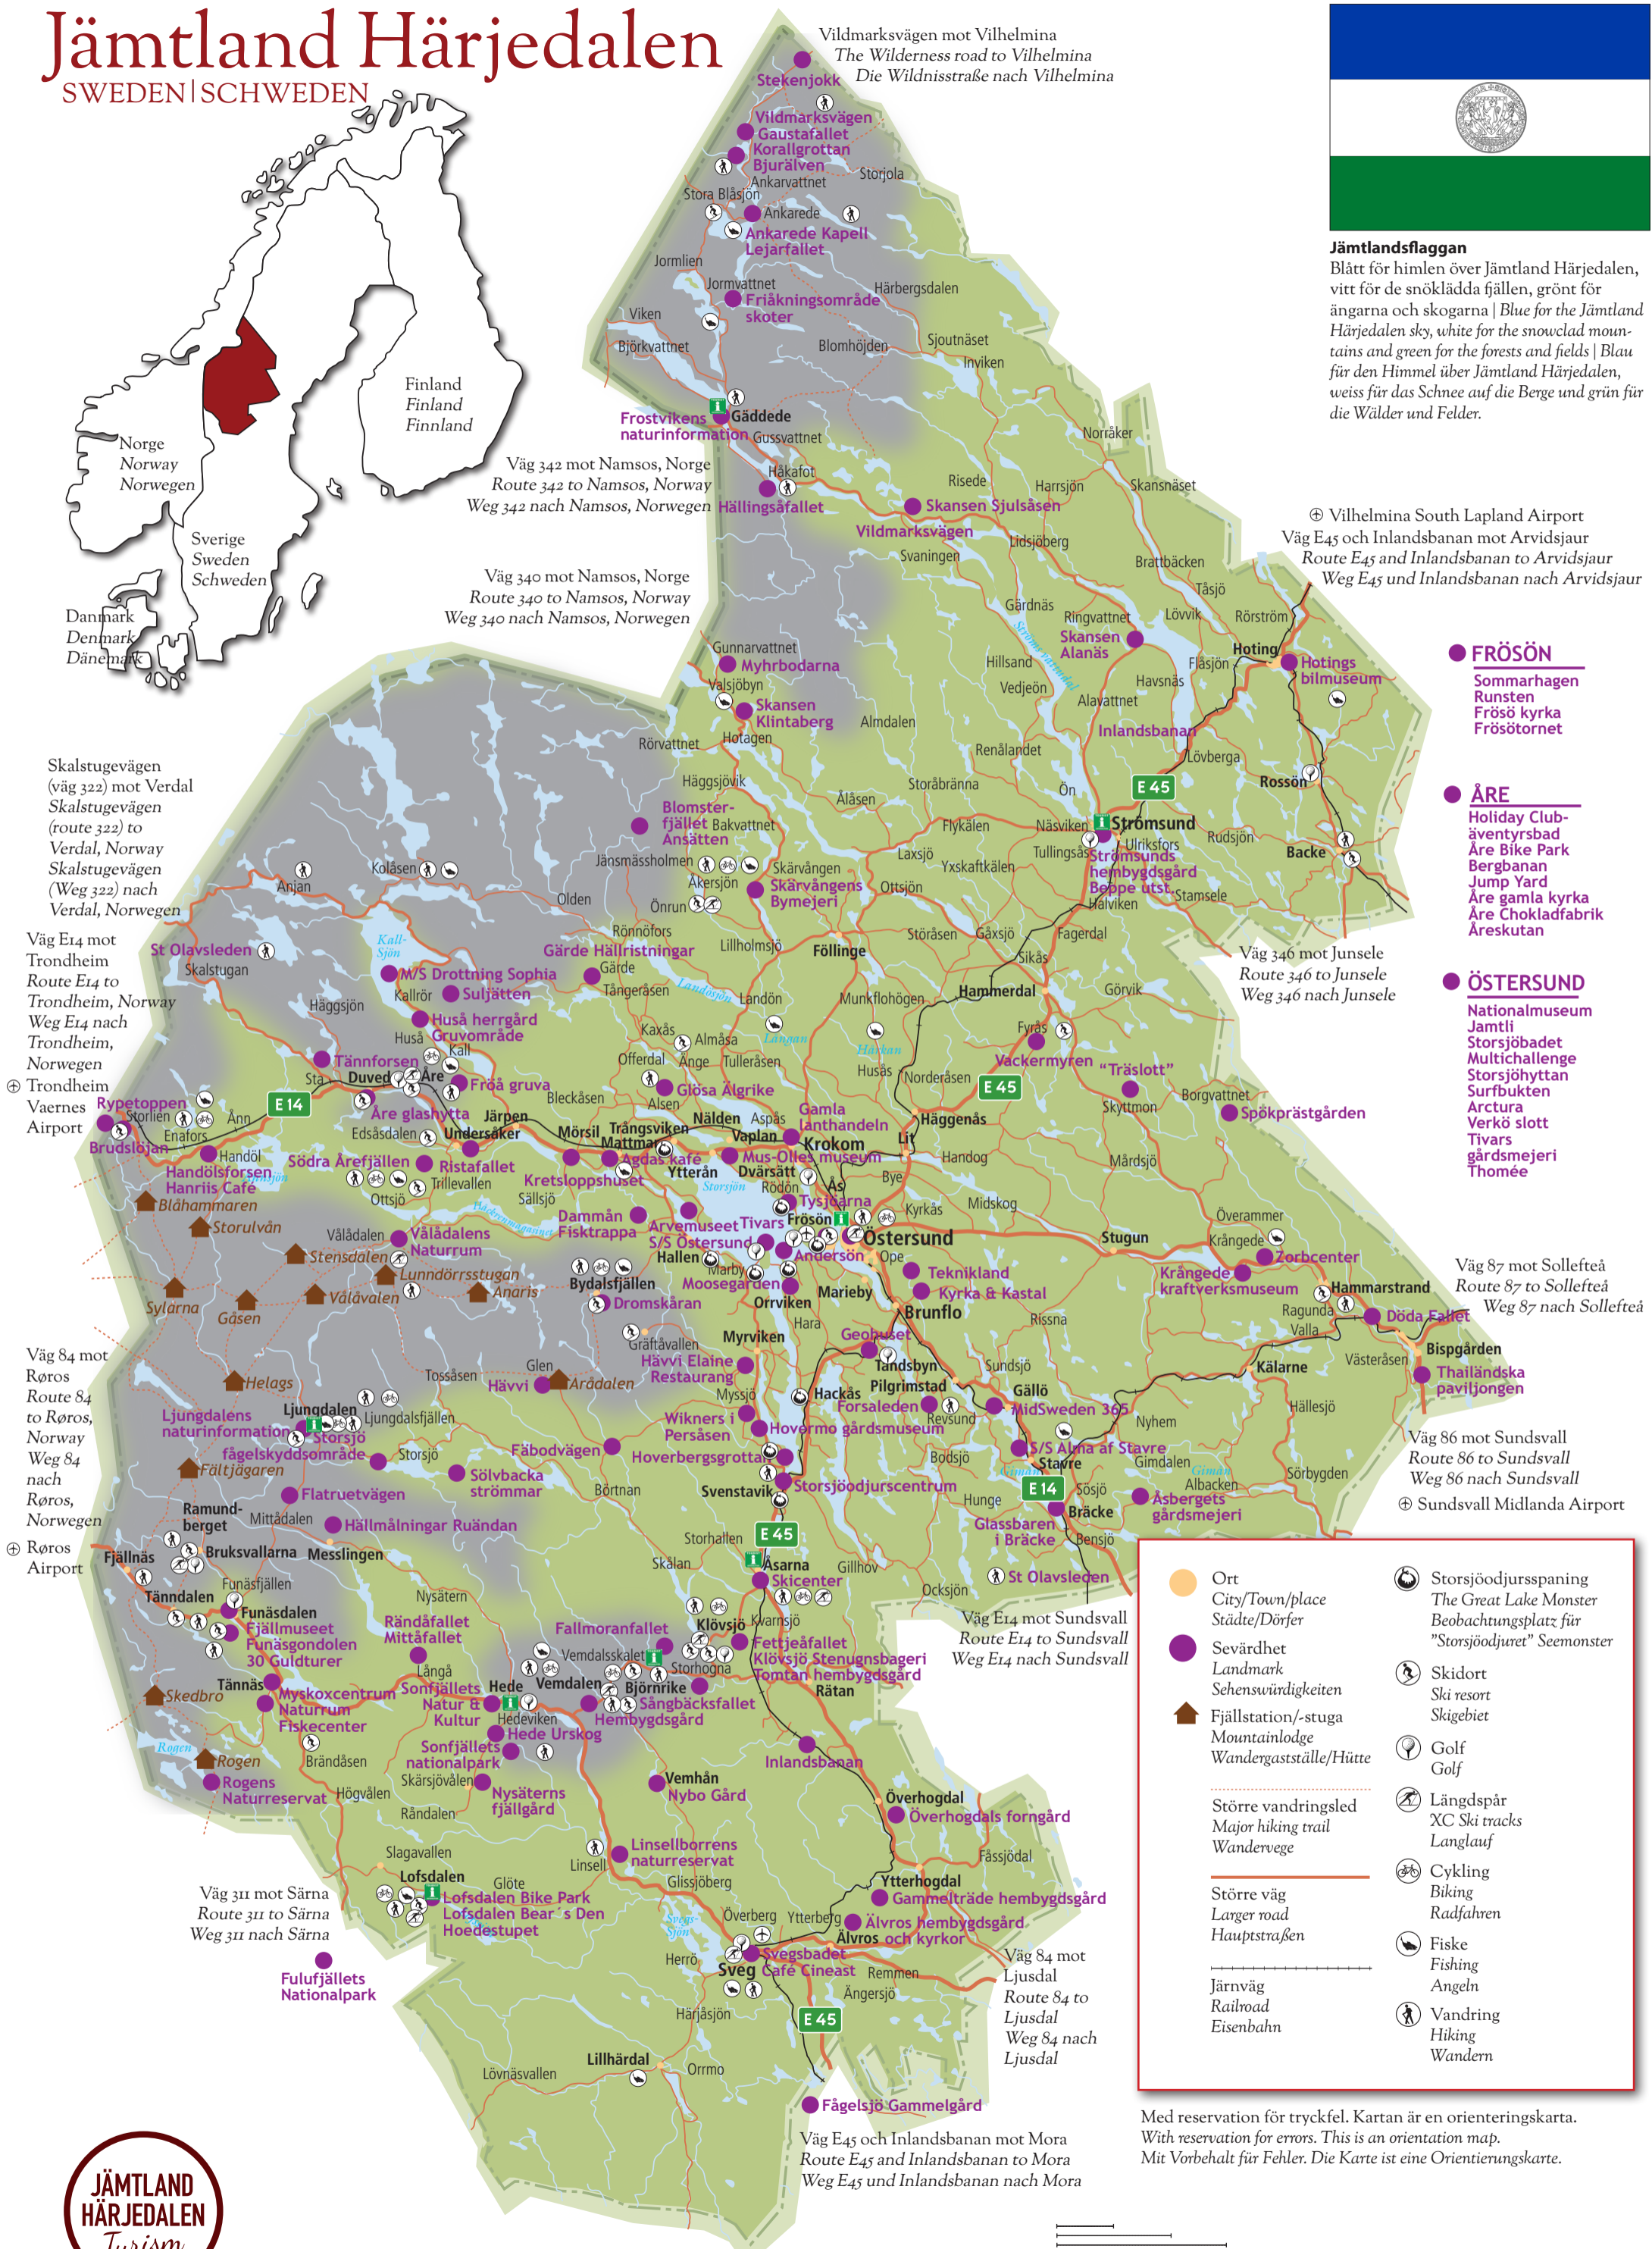 Jämtland Härjedalen
SWEDEN|SCHWEDEN
Norge
Norway
Norwegen
Sverige
Sweden
Schweden
Finland
Finland
Finnland
Danmark
Denmark
Dänemark
Vildmarksvägen mot Vilhelmina
The Wilderness road to Vilhelmina
Die Wildnisstraße nach Vilhelmina
Jämtlandsflaggan
Blått för himlen över Jämtland Härjedalen,
vitt för de snöklädda fjällen, grönt för
ängarna och skogarna | Blue for the Jämtland
Härjedalen sky, white for the snowclad moun-
tains and green for the forests and fields | Blau
für den Himmel über Jämtland Härjedalen,
weiss für das Schnee auf die Berge und grün für
die Wälder und Felder.
Stekenjokk
Vildmarksvägen
Gaustafallet
Korallgrottan
Bjurälven
Ankarvattnet
Storjola
Stora Blåsjön
Ankarede
Ankarede Kapell
Lejarfallet
Jormlien
Jormvattnet
Friåkningsområde
skoter
Härbergsdalen
Viken
Björkvattnet
Blomhöjden
Sjoutnäset
Inviken
Gäddede
Frostvikens
naturinformation
Gussvattnet
Norråker
Väg 342 mot Namsos, Norge
Route 342 to Namsos, Norway
Weg 342 nach Namsos, Norwegen
Håkafot
Hällingsåfallet
Risede
Harrsjön
Skansnäset
Skansen Sjulsåsen
Vildmarksvägen
Svaningen
Lidsjöberg
Brattbäcken
Tåsjö
Vilhelmina South Lapland Airport
Väg E45 och Inlandsbanan mot Arvidsjaur
Route E45 and Inlandsbanan to Arvidsjaur
Weg E45 und Inlandsbanan nach Arvidsjaur
Väg 340 mot Namsos, Norge
Route 340 to Namsos, Norway
Weg 340 nach Namsos, Norwegen
Gärdnäs
Ringvattnet
Lövvik
Rörström
Ströms Vattudal
Skansen
Alanäs
Hoting
Flåsjön
Hotings
bilmuseum
Gunnarvattnet
Myhrbodarna
Valsjöbyn
Skansen
Klintaberg
Hotagen
Rörvattnet
Hillsand
Vedjeön
Havsnäs
Alavattnet
Almdalen
Inlandsbanan
Renålandet
Lövberga
Häggsjövik
Storåbränna
Ön
E 45
Rossön
Ålåsen
Blomster-
fjället
Ansätten
Bakvattnet
Flykälen
Näsviken
Strömsund
Ulriksfors
Rudsjön
Backe
Tullingsås
Strömsunds
hembygdsgård
Beppe utst.
Laxsjö
Yxskaftkälen
Jänsmässholmen
Åkersjön
Skärvången
Skärvångens
Bymejeri
Ottsjön
Stamsele
Hälviken
Önrun
FRÖSÖN
Sommarhagen
Runsten
Frösö kyrka
Frösötornet
ÅRE
Holiday Club-
äventyrsbad
Åre Bike Park
Bergbanan
Jump Yard
Åre gamla kyrka
Åre Chokladfabrik
Åreskutan
ÖSTERSUND
Nationalmuseum
Jamtli
Storsjöbadet
Multichallenge
Storsjöhyttan
Surfbukten
Arctura
Verkö slott
Tivars
gårdsmejeri
Thomée
Skalstugevägen
(väg 322) mot Verdal
Skalstugevägen
(route 322) to
Verdal, Norway
Skalstugevägen
(Weg 322) nach
Verdal, Norwegen
Anjan
Kolåsen
Olden
Rönnöfors
Lillholmsjö
Föllinge
Störåsen
Gåxsjö
Fagerdal
Sikås
Väg 346 mot Junsele
Route 346 to Junsele
Weg 346 nach Junsele
Väg E14 mot
Trondheim
Route E14 to
Trondheim, Norway
Weg E14 nach
Trondheim,
Norwegen
Trondheim
Vaernes
Airport
St Olavsleden
Skalstugan
Kall-
Sjön
M/S Drottning Sophia
Kallrör
Suljätten
Gärde Hällristningar
Gärde
Tångeråsen
Landösjön
Landön
Munkflohögen
Hammerdal
Görvik
Häggsjön
Huså herrgård
Gruvområde
Huså
Kall
Kaxås
Almåsa
Långan
Hårkan
Fyrås
Vackermyren
Tännforsen
Offerdal
Änge
Tulleråsen
Husås
Norderåsen
E 45
"Träslott"
Skyttmon
Borgvattnet
Spökprästgården
Sta
Duved
Åre
Fröå gruva
Glösa Älgrike
Bleckåsen
Alsen
E 14
Rypetoppen
Storlien
Enafors
Ånn
Brudslöjan
Handöl
Handölsforsen
Hanriis Café
Åre glashytta
Järpen
Edsåsdalen
Undersåker
Mörsil
Mattmar
Trångsviken
Nälden
Aspås
Vaplan
Gamla
lanthandeln
Krokom
Häggenås
Lit
Handog
Mårdsjö
Södra Årefjällen
Ristafallet
Trillevallen
Kretsloppshuset
Agdas kafé
Mus-Olles museum
Ytterån
Dvärsätt
Ås
Bye
Ottsjö
Sällsjö
Storsjön
Rödön
Tysjöarna
Kyrkås
Midskog
Överammer
Blåhammaren
Storulvån
Häckrenmagasinet
Dammån
Fisktrappa
Arvemuseet
Tivars
S/S Östersund
Frösön
Östersund
Vålådalen
Vålådalens
Naturrum
Hallen
Andersön
Ope
Stugun
Krångede
Zorbcenter
Krångede
kraftverksmuseum
Stensdalen
Lunndörrsstugan
Sylarna
Gåsen
Vålåvalen
Anaris
Bydalsfjällen
Dromskåran
Marby
Moosegården
Orrviken
Marieby
Teknikland
Kyrka & Kastal
Brunflo
Hammarstrand
Ragunda
Valla
Döda Fallet
Väg 87 mot Sollefteå
Route 87 to Sollefteå
Weg 87 nach Sollefteå
Gräftåvallen
Myrviken
Hara
Geohuset
Rissna
Bispgården
Västeråsen
Thailändska
paviljongen
Väg 84 mot
Røros
Route 84
to Røros,
Norway
Weg 84
nach
Røros,
Norwegen
Røros
Airport
Helags
Tossåsen
Glen
Hävvi
Arådalen
Hävvi Elaine
Restaurang
Tandsbyn
Sundsjö
Kälarne
Myssjö
Hackås
Pilgrimstad
Gällö
Forsaleden
Revsund
MidSweden 365
Hällesjö
Ljungdalens
naturinformation
Ljungdalen
Ljungdalsfjällen
Storsjö
fågelskyddsområde
Storsjö
Wikners i
Persåsen
Hovermo gårdsmuseum
Nyhem
S/S Alma af Stavre
Stavre
Gimdalen
Fältjägaren
Sölvbacka
strömmar
Fäbodvägen
Hoverbergsgrottan
Bodsjö
Giman
Giman
Albacken
Sörbygden
Väg 86 mot Sundsvall
Route 86 to Sundsvall
Weg 86 nach Sundsvall
Sundsvall Midlanda Airport
Flatruetvägen
Börtnan
Storsjöodjurscentrum
Svenstavik
E 14
Sösjö
Hunge
Bräcke
Åsbergets
gårdsmejeri
Glassbaren
i Bräcke
Bensjö
Ramund-
berget
Mittådalen
Hällmålningar Ruändan
Messlingen
Bruksvallarna
Fjällnäs
Storhallen
E 45
Skålan
Åsarna
Skicenter
Gillhov
Ocksjön
St Olavsleden
Väg E14 mot Sundsvall
Route E14 to Sundsvall
Weg E14 nach Sundsvall
Funäsfjällen
Tänndalen
Funäsdalen
Fjällmuseet
Funäsgondolen
30 Guldturer
Nysätern
Rändåfallet
Mittåfallet
Fallmoranfallet
Klövsjö
Kvarnsjö
Fettjeåfallet
Klövsjö Stenugnsbageri
Tomtan hembygdsgård
Vemdalsskalet
Storhogna
Rätan
Långå
Tännäs
Skedbro
Myskoxcentrum
Naturrum
Fiskecenter
Sonfjällets
Natur &
Kultur
Hede
Hedeviken
Vemdalen
Björnrike
Sångbäcksfallet
Hembygdsgård
Hede Urskog
Sonfjällets
nationalpark
Inlandsbanan
Rogen
Rogen
Rogens
Naturreservat
Brändåsen
Högvålen
Skärsjövålen
Nysäterns
fjällgård
Råndalen
Vemhån
Nybo Gård
Överhogdal
Överhogdals forngård
Slagavallen
Linsell
Linsellborrens
naturreservat
Glissjöberg
Fåssjödal
Lofsdalen
Lofsdalen Bike Park
Lofsdalen Bear´s Den
Hoedestupet
Glöte
Ytterhogdal
Gammelträde hembygdsgård
Väg 311 mot Särna
Route 311 to Särna
Weg 311 nach Särna
Svegs-
Sjön
Överberg
Ytterberg
Älvros
Älvros hembygdsgård
och kyrkor
Herrö
Sveg
Svegsbadet
Café Cineast
Remmen
Ängersjö
Fulufjällets
Nationalpark
Härjåsjön
E 45
Väg 84 mot
Ljusdal
Route 84 to
Ljusdal
Weg 84 nach
Ljusdal
Lillhärdal
Lövnäsvallen
Orrmo
Fågelsjö Gammelgård
Väg E45 och Inlandsbanan mot Mora
Route E45 and Inlandsbanan to Mora
Weg E45 und Inlandsbanan nach Mora
Ort
City/Town/place
Städte/Dörfer
Sevärdhet
Landmark
Sehenswürdigkeiten
Fjällstation/-stuga
Mountainlodge
Wandergastställe/Hütte
Större vandringsled
Major hiking trail
Wandervege
Större väg
Larger road
Hauptstraßen
Järnväg
Railroad
Eisenbahn
Storsjöodjursspaning
The Great Lake Monster
Beobachtungsplatz für
"Storsjöodjuret" Seemonster
Skidort
Ski resort
Skigebiet
Golf
Golf
Längdspår
XC Ski tracks
Langlauf
Cykling
Biking
Radfahren
Fiske
Fishing
Angeln
Vandring
Hiking
Wandern
Med reservation för tryckfel. Kartan är en orienteringskarta.
With reservation for errors. This is an orientation map.
Mit Vorbehalt für Fehler. Die Karte ist eine Orientierungskarte.
JÄMTLAND
HÄRJEDALEN
Turism